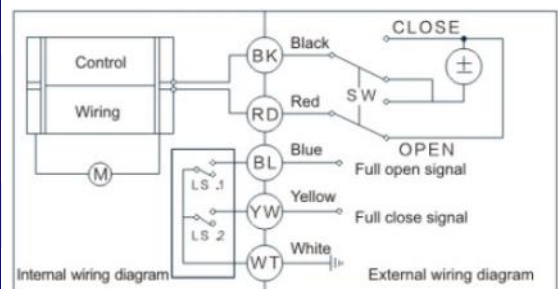 CLOSE
Control
BK
Black
±
SW
Wiring
RD
Red
OPEN
M
BL
Blue
Full open signal
LS .1
YW
Yellow
Full close signal
LS .2
WT
White
Internal wiring diagram
External wiring diagram